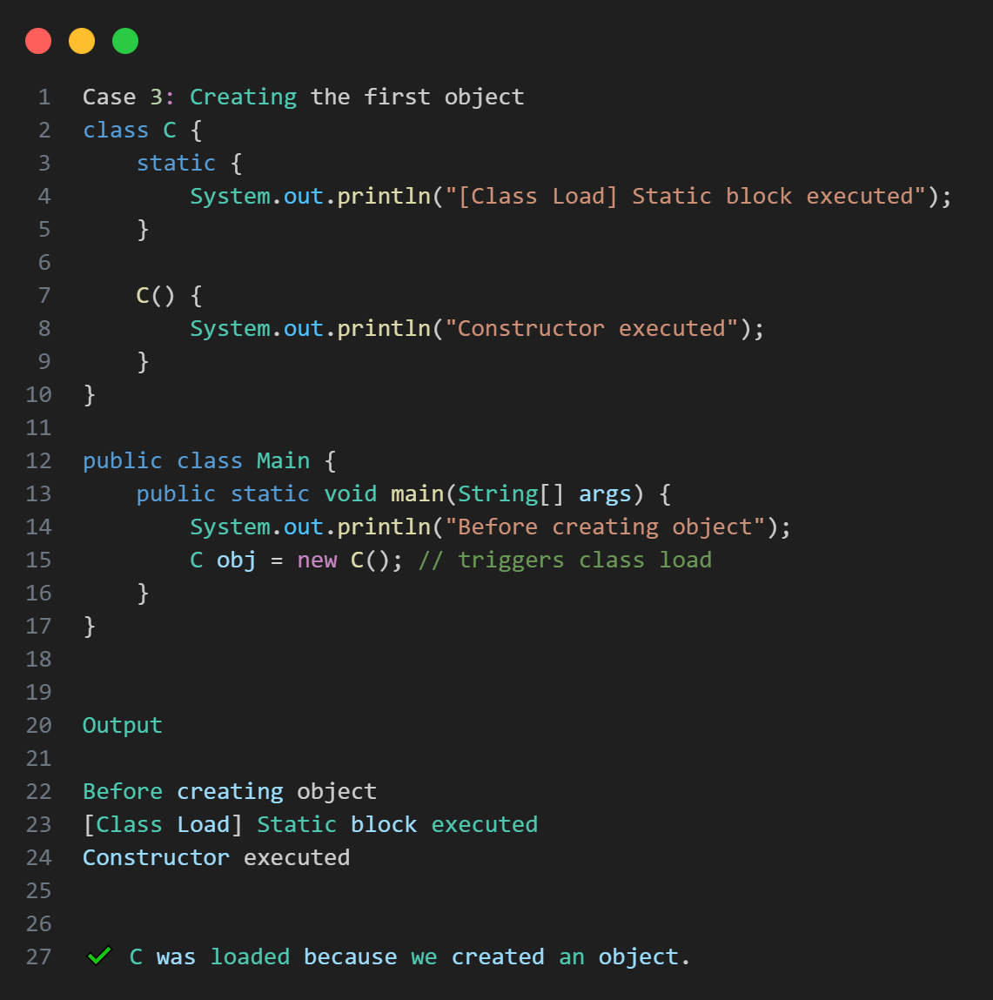 1 Case 3: Creating the first object
2 class C {
3     static {
4         System.out.println("[Class Load] Static block executed");
5     }
6
7     C() {
8         System.out.println("Constructor executed");
9     }
10 }
11
12 public class Main {
13     public static void main(String[] args) {
14         System.out.println("Before creating object");
15         C obj = new C(); // triggers class load
16     }
17 }
18
19
20 Output
21
22 Before creating object
23 [Class Load] Static block executed
24 Constructor executed
25
26
27 ✔ C was loaded because we created an object.